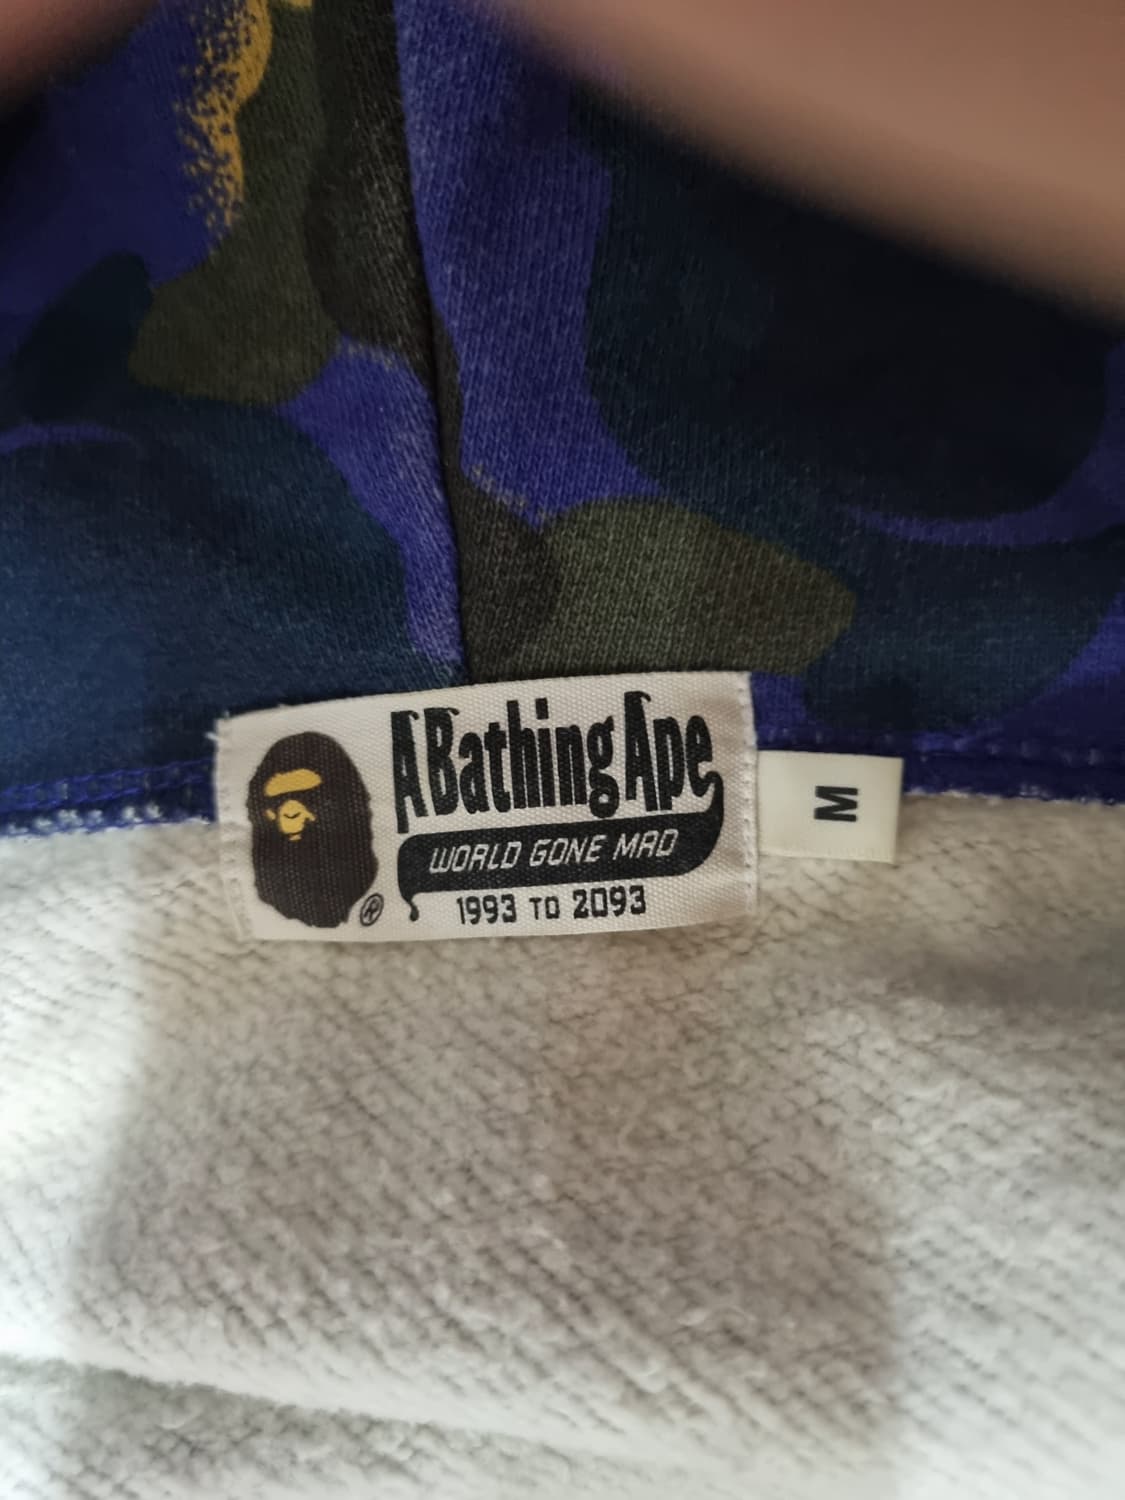 A Bathing Ape
WORLD GONE MAD
1993 TO 2093
M